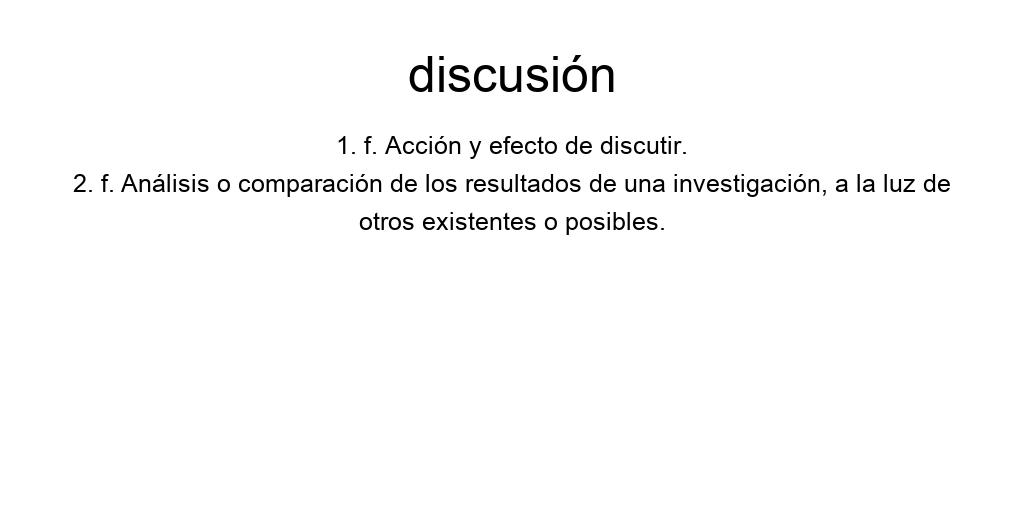 discusión
1. f. Acción y efecto de discutir.
2. f. Análisis o comparación de los resultados de una investigación, a la luz de
otros existentes o posibles.